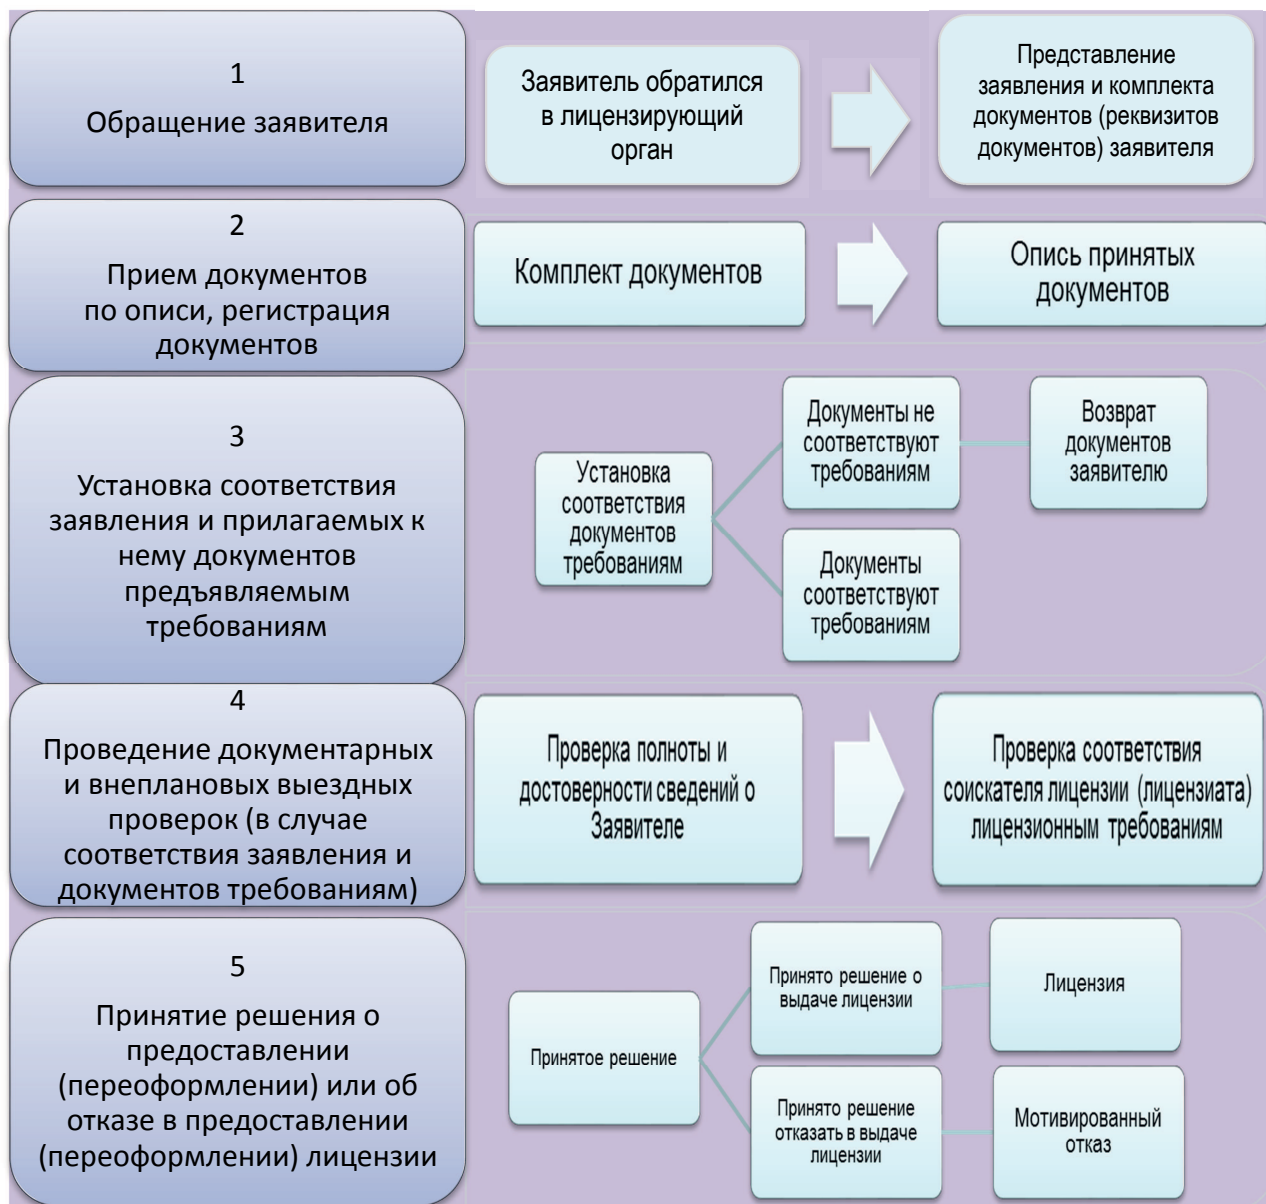 1
Обращение заявителя
Заявитель обратился
в лицензирующий
орган
Представление
заявления и комплекта
документов (реквизитов
документов) заявителя
2
Прием документов
по описи, регистрация
документов
Комплект документов
Опись принятых
документов
3
Установка соответствия
заявления и прилагаемых к
нему документов
предъявляемым
требованиям
Установка
соответствия
документов
требованиям
Документы не
соответствуют
требованиям
Возврат
документов
заявителю
Документы
соответствуют
требованиям
4
Проведение документарных
и внеплановых выездных
проверок (в случае
соответствия заявления и
документов требованиям)
Проверка полноты и
достоверности сведений о
Заявителе
Проверка соответствия
соискателя лицензии (лицензиата)
лицензионным требованиям
5
Принятие решения о
предоставлении
(переоформлении) или об
отказе в предоставлении
(переоформлении) лицензии
Принятое решение
Принято решение о
выдаче лицензии
Лицензия
Принято решение
отказать в выдаче
лицензии
Мотивированный
отказ